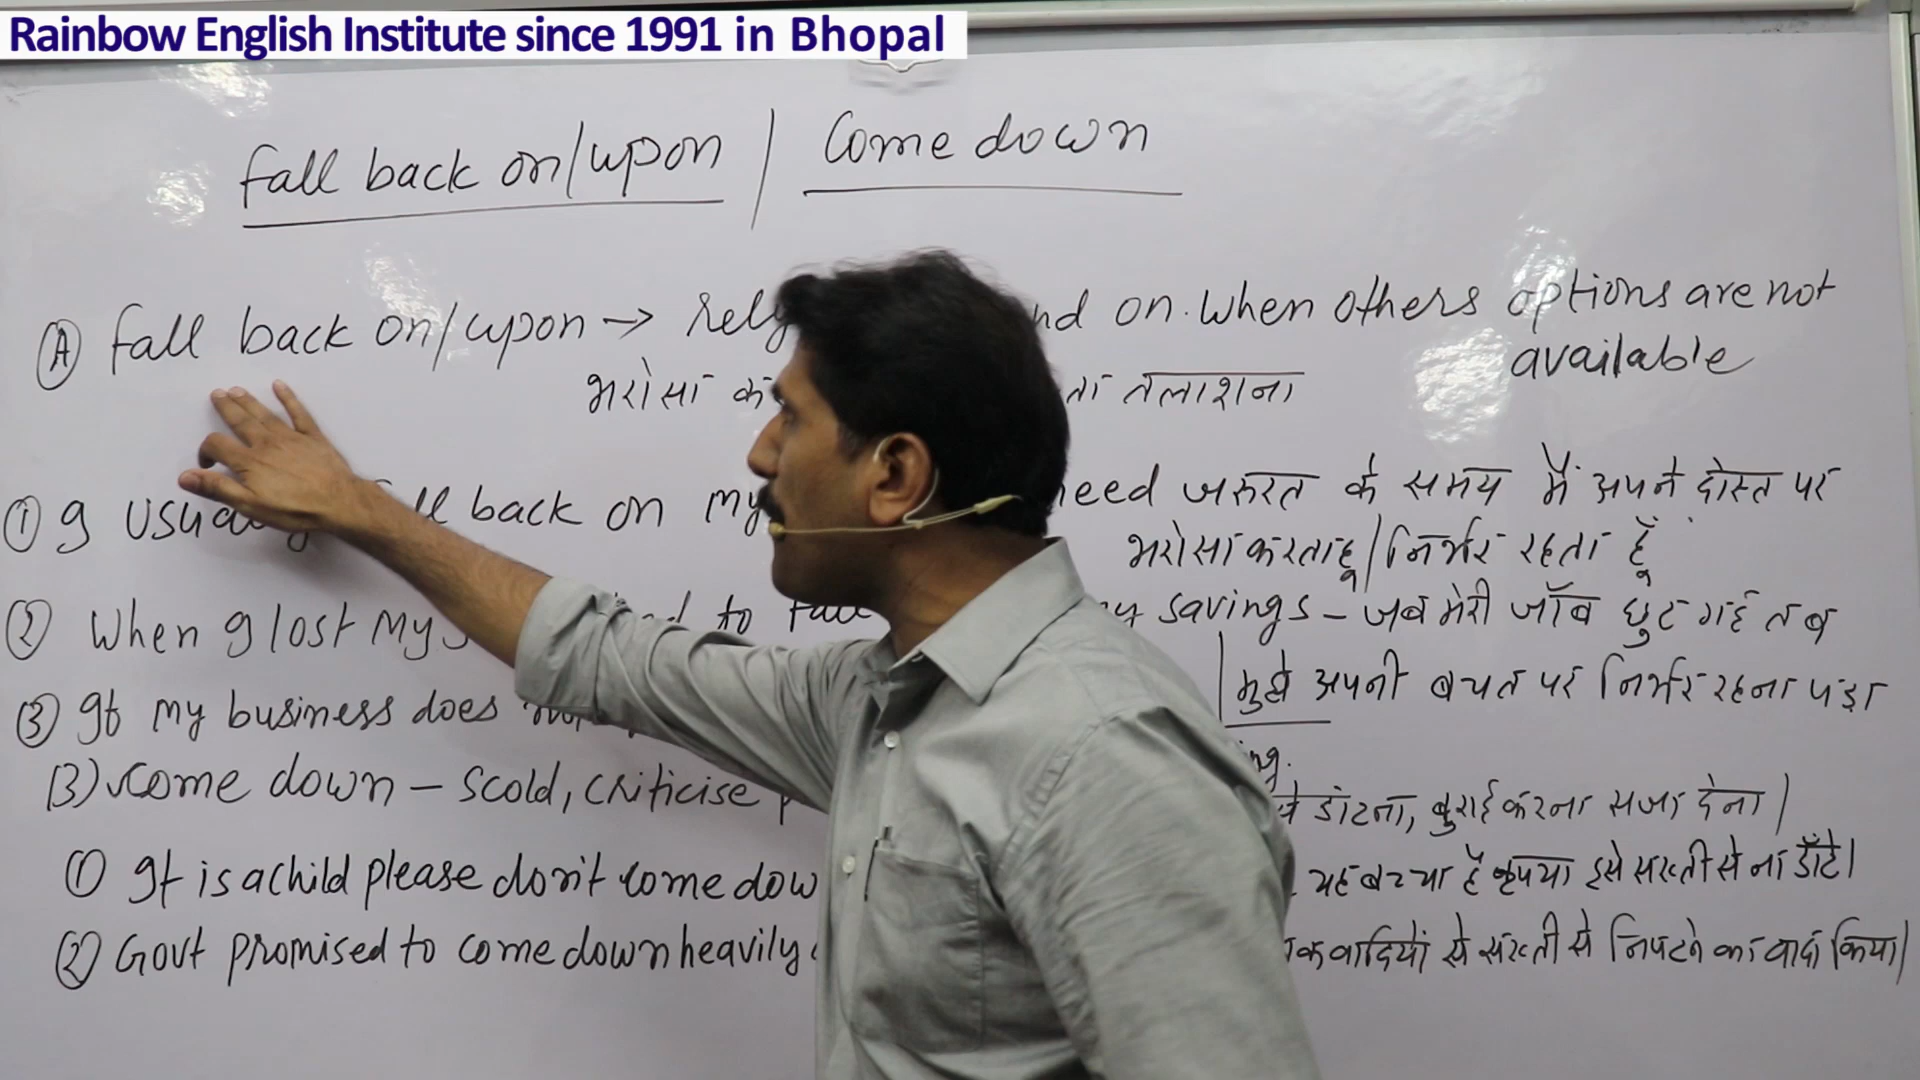 Rainbow English Institute since 1991 in Bhopal
fall back on/upon / Come down
(A) fall back on/upon → rely nd on. When others options are not
available
भरोसा क तलाशना
① I usua ll back on my need जरूरत के समय में अपने दोस्त पर
भरोसा करता हू / निर्भर रहता हूँ
② When I lost my d to fall y savings – जब मेरी जॉब छुट गई तब
मुझे अपनी बचत पर निर्भर रहना पड़ा
③ If my business does
ng.
B) Come down – scold, criticise p डांटना, बुराई करना सजा देना |
① It is a child please don't come dow यह बच्चा है कृपया इसे सख्ती से ना डाँटे।
② Govt promised to come down heavily कवादियों से सख्ती से निपटने का वादा किया |